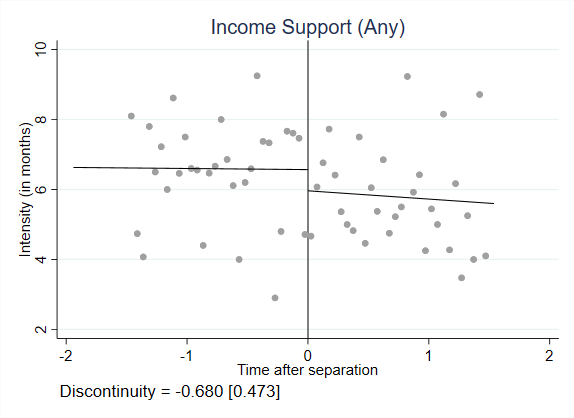 Income Support (Any)
Intensity (in months)
10
8
6
4
2
-2 -1 0 1 2
Time after separation
Discontinuity = -0.680 [0.473]